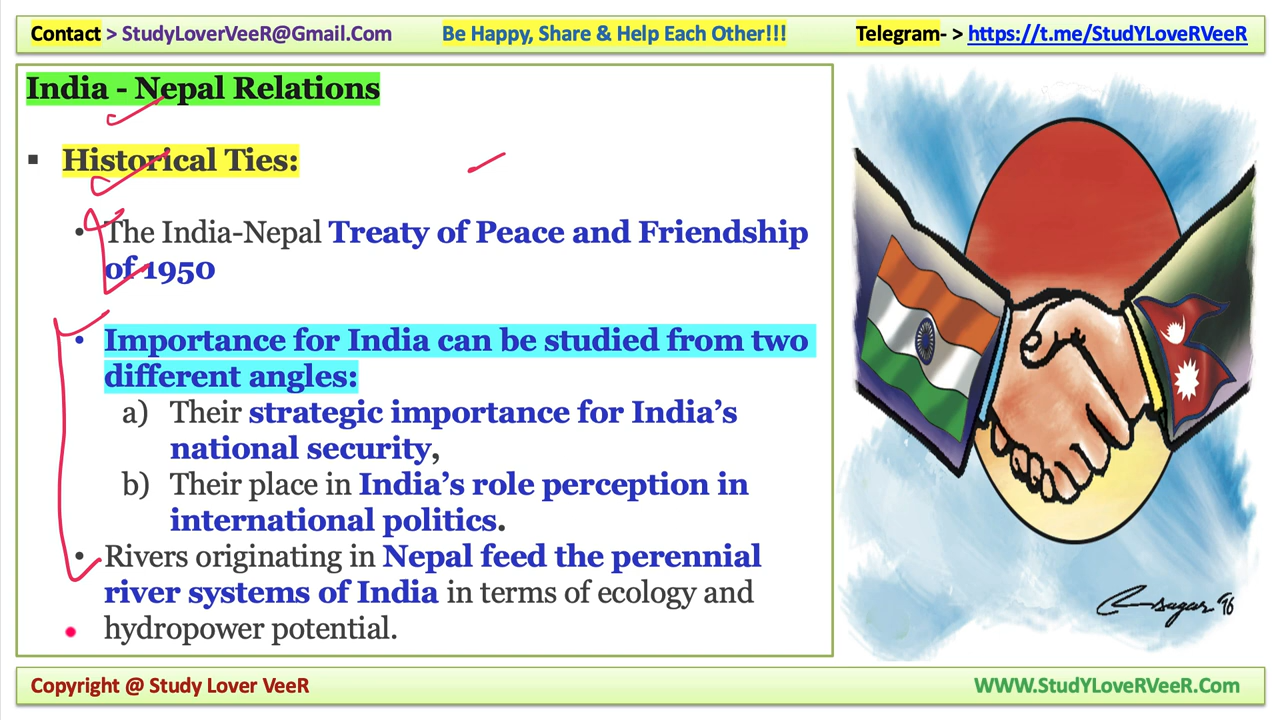 Contact > StudyLoverVeeR@Gmail.Com Be Happy, Share & Help Each Other!!! Telegram- > https://t.me/StudYLoveRVeeR
India - Nepal Relations
▪ Historical Ties:
• The India-Nepal Treaty of Peace and Friendship
of 1950
• Importance for India can be studied from two
different angles:
a) Their strategic importance for India’s
national security,
b) Their place in India’s role perception in
international politics.
• Rivers originating in Nepal feed the perennial
river systems of India in terms of ecology and
hydropower potential.
sagar '16
Copyright @ Study Lover VeeR WWW.StudYLoveRVeeR.Com